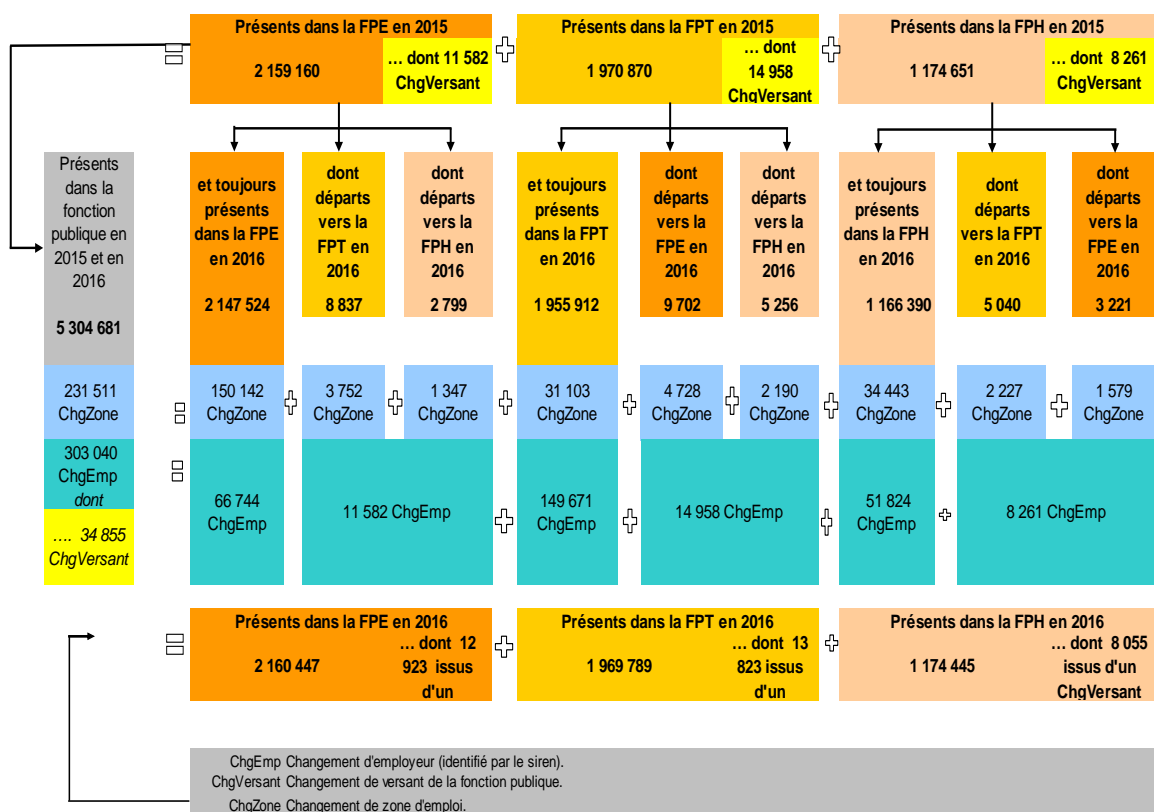 Présents dans la FPE en 2015
2 159 160
… dont 11 582
ChgVersant
Présents dans la FPT en 2015
1 970 870
… dont
14 958
ChgVersant
Présents dans la FPH en 2015
1 174 651
… dont 8 261
ChgVersant
Présents
dans la
fonction
publique en
2015 et en
2016
5 304 681
et toujours
présents
dans la FPE
en 2016
2 147 524
dont
départs
vers la
FPT en
2016
8 837
dont
départs
vers la
FPH en
2016
2 799
et toujours
présents
dans la FPT
en 2016
1 955 912
dont
départs
vers la
FPE en
2016
9 702
dont
départs
vers la
FPH en
2016
5 256
et toujours
présents
dans la FPH
en 2016
1 166 390
dont
départs
vers la FPT
en 2016
5 040
dont
départs
vers la
FPE en
2016
3 221
231 511
ChgZone
150 142
ChgZone
3 752
ChgZone
1 347
ChgZone
31 103
ChgZone
4 728
ChgZone
2 190
ChgZone
34 443
ChgZone
2 227
ChgZone
1 579
ChgZone
303 040
ChgEmp
dont
…. 34 855
ChgVersant
66 744
ChgEmp
11 582 ChgEmp
149 671
ChgEmp
14 958 ChgEmp
51 824
ChgEmp
8 261 ChgEmp
Présents dans la FPE en 2016
2 160 447
… dont 12
923 issus
d'un
Présents dans la FPT en 2016
1 969 789
… dont 13
823 issus
d'un
Présents dans la FPH en 2016
1 174 445
… dont 8 055
issus d'un
ChgVersant
ChgEmp Changement d'employeur (identifié par le siren).
ChgVersant Changement de versant de la fonction publique.
ChgZone Changement de zone d'emploi.